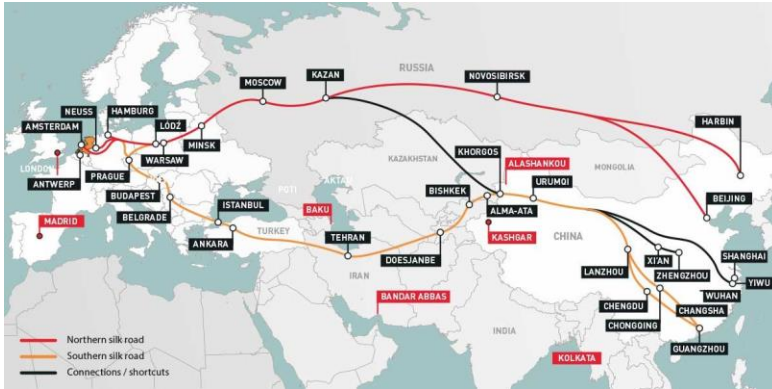 RUSSIA
MOSCOW
KAZAN
NOVOSIBIRSK
NEUSS
HAMBURG
AMSTERDAM
ŁÓDŹ
HARBIN
LONDON
MINSK
WARSAW
ANTWERP
PRAGUE
KAZAKHSTAN
KHORGOS
ALASHANKOU
MONGOLIA
BUDAPEST
AKTAU
POTI
BISHKEK
URUMQI
BELGRADE
ISTANBUL
MADRID
BAKU
ALMA-ATA
BEIJING
TURKEY
TEHRAN
KASHGAR
CHINA
ANKARA
DOESJANBE
XI'AN
SHANGHAI
LANZHOU
ZHENGZHOU
IRAN
YIWU
WUHAN
BANDAR ABBAS
CHENGDU
CHANGSHA
CHONGQING
INDIA
GUANGZHOU
KOLKATA
Northern silk road
Southern silk road
Connections / shortcuts